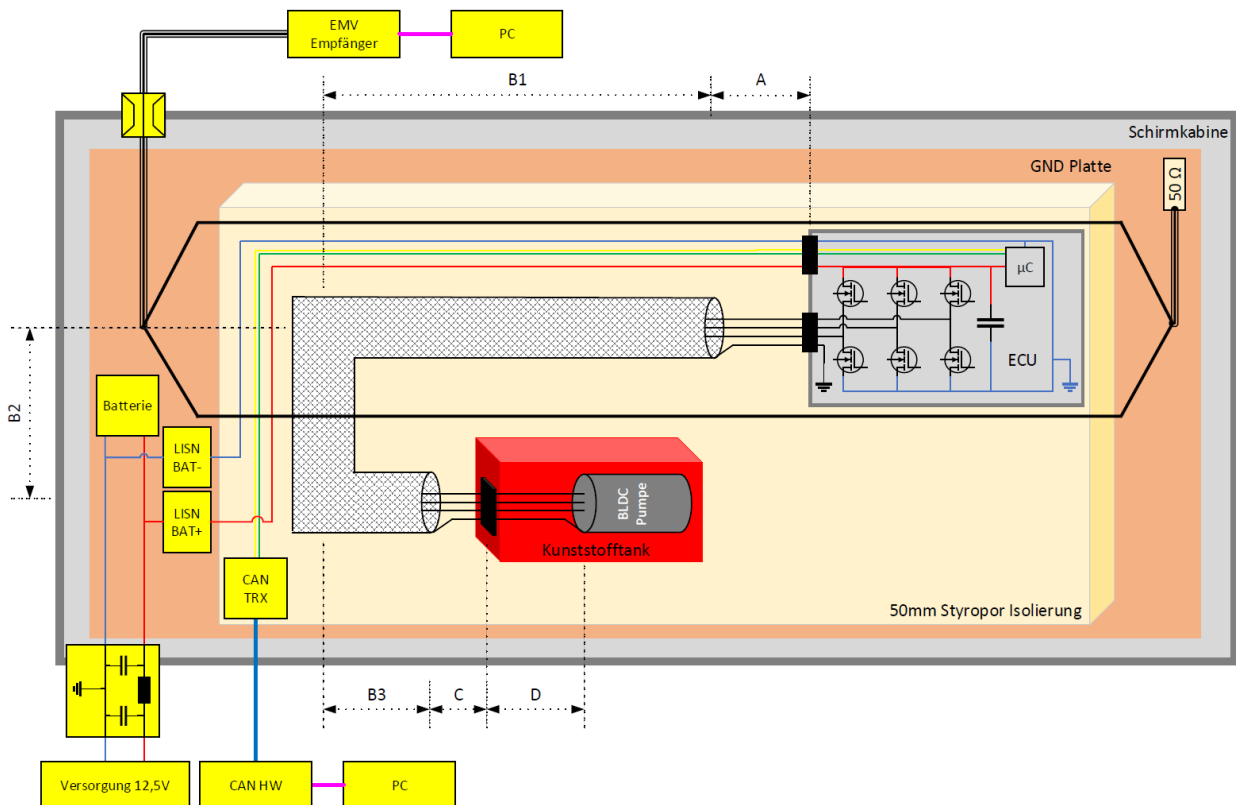 EMV
Empfänger
PC
B1
A
Schirmkabine
GND Platte
50 Ω
µC
ECU
B2
Batterie
LISN
BAT-
LISN
BAT+
BLDC
Pumpe
Kunststofftank
CAN
TRX
50mm Styropor Isolierung
B3
C
D
Versorgung 12,5V
CAN HW
PC